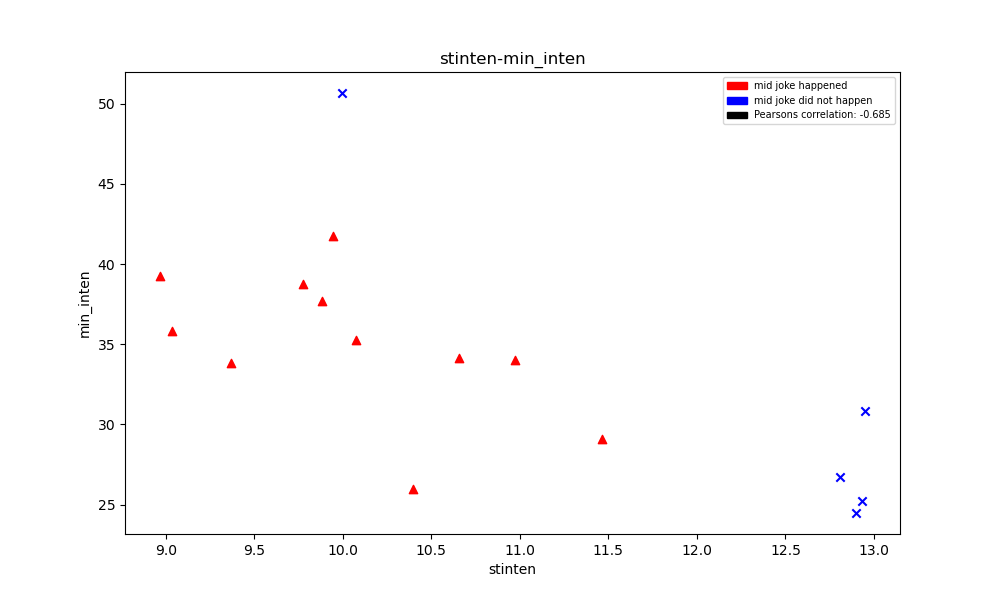 stinten-min_inten
mid joke happened
mid joke did not happen
Pearsons correlation: -0.685
50
45
40
35
30
25
min_inten
9.0 9.5 10.0 10.5 11.0 11.5 12.0 12.5 13.0
stinten